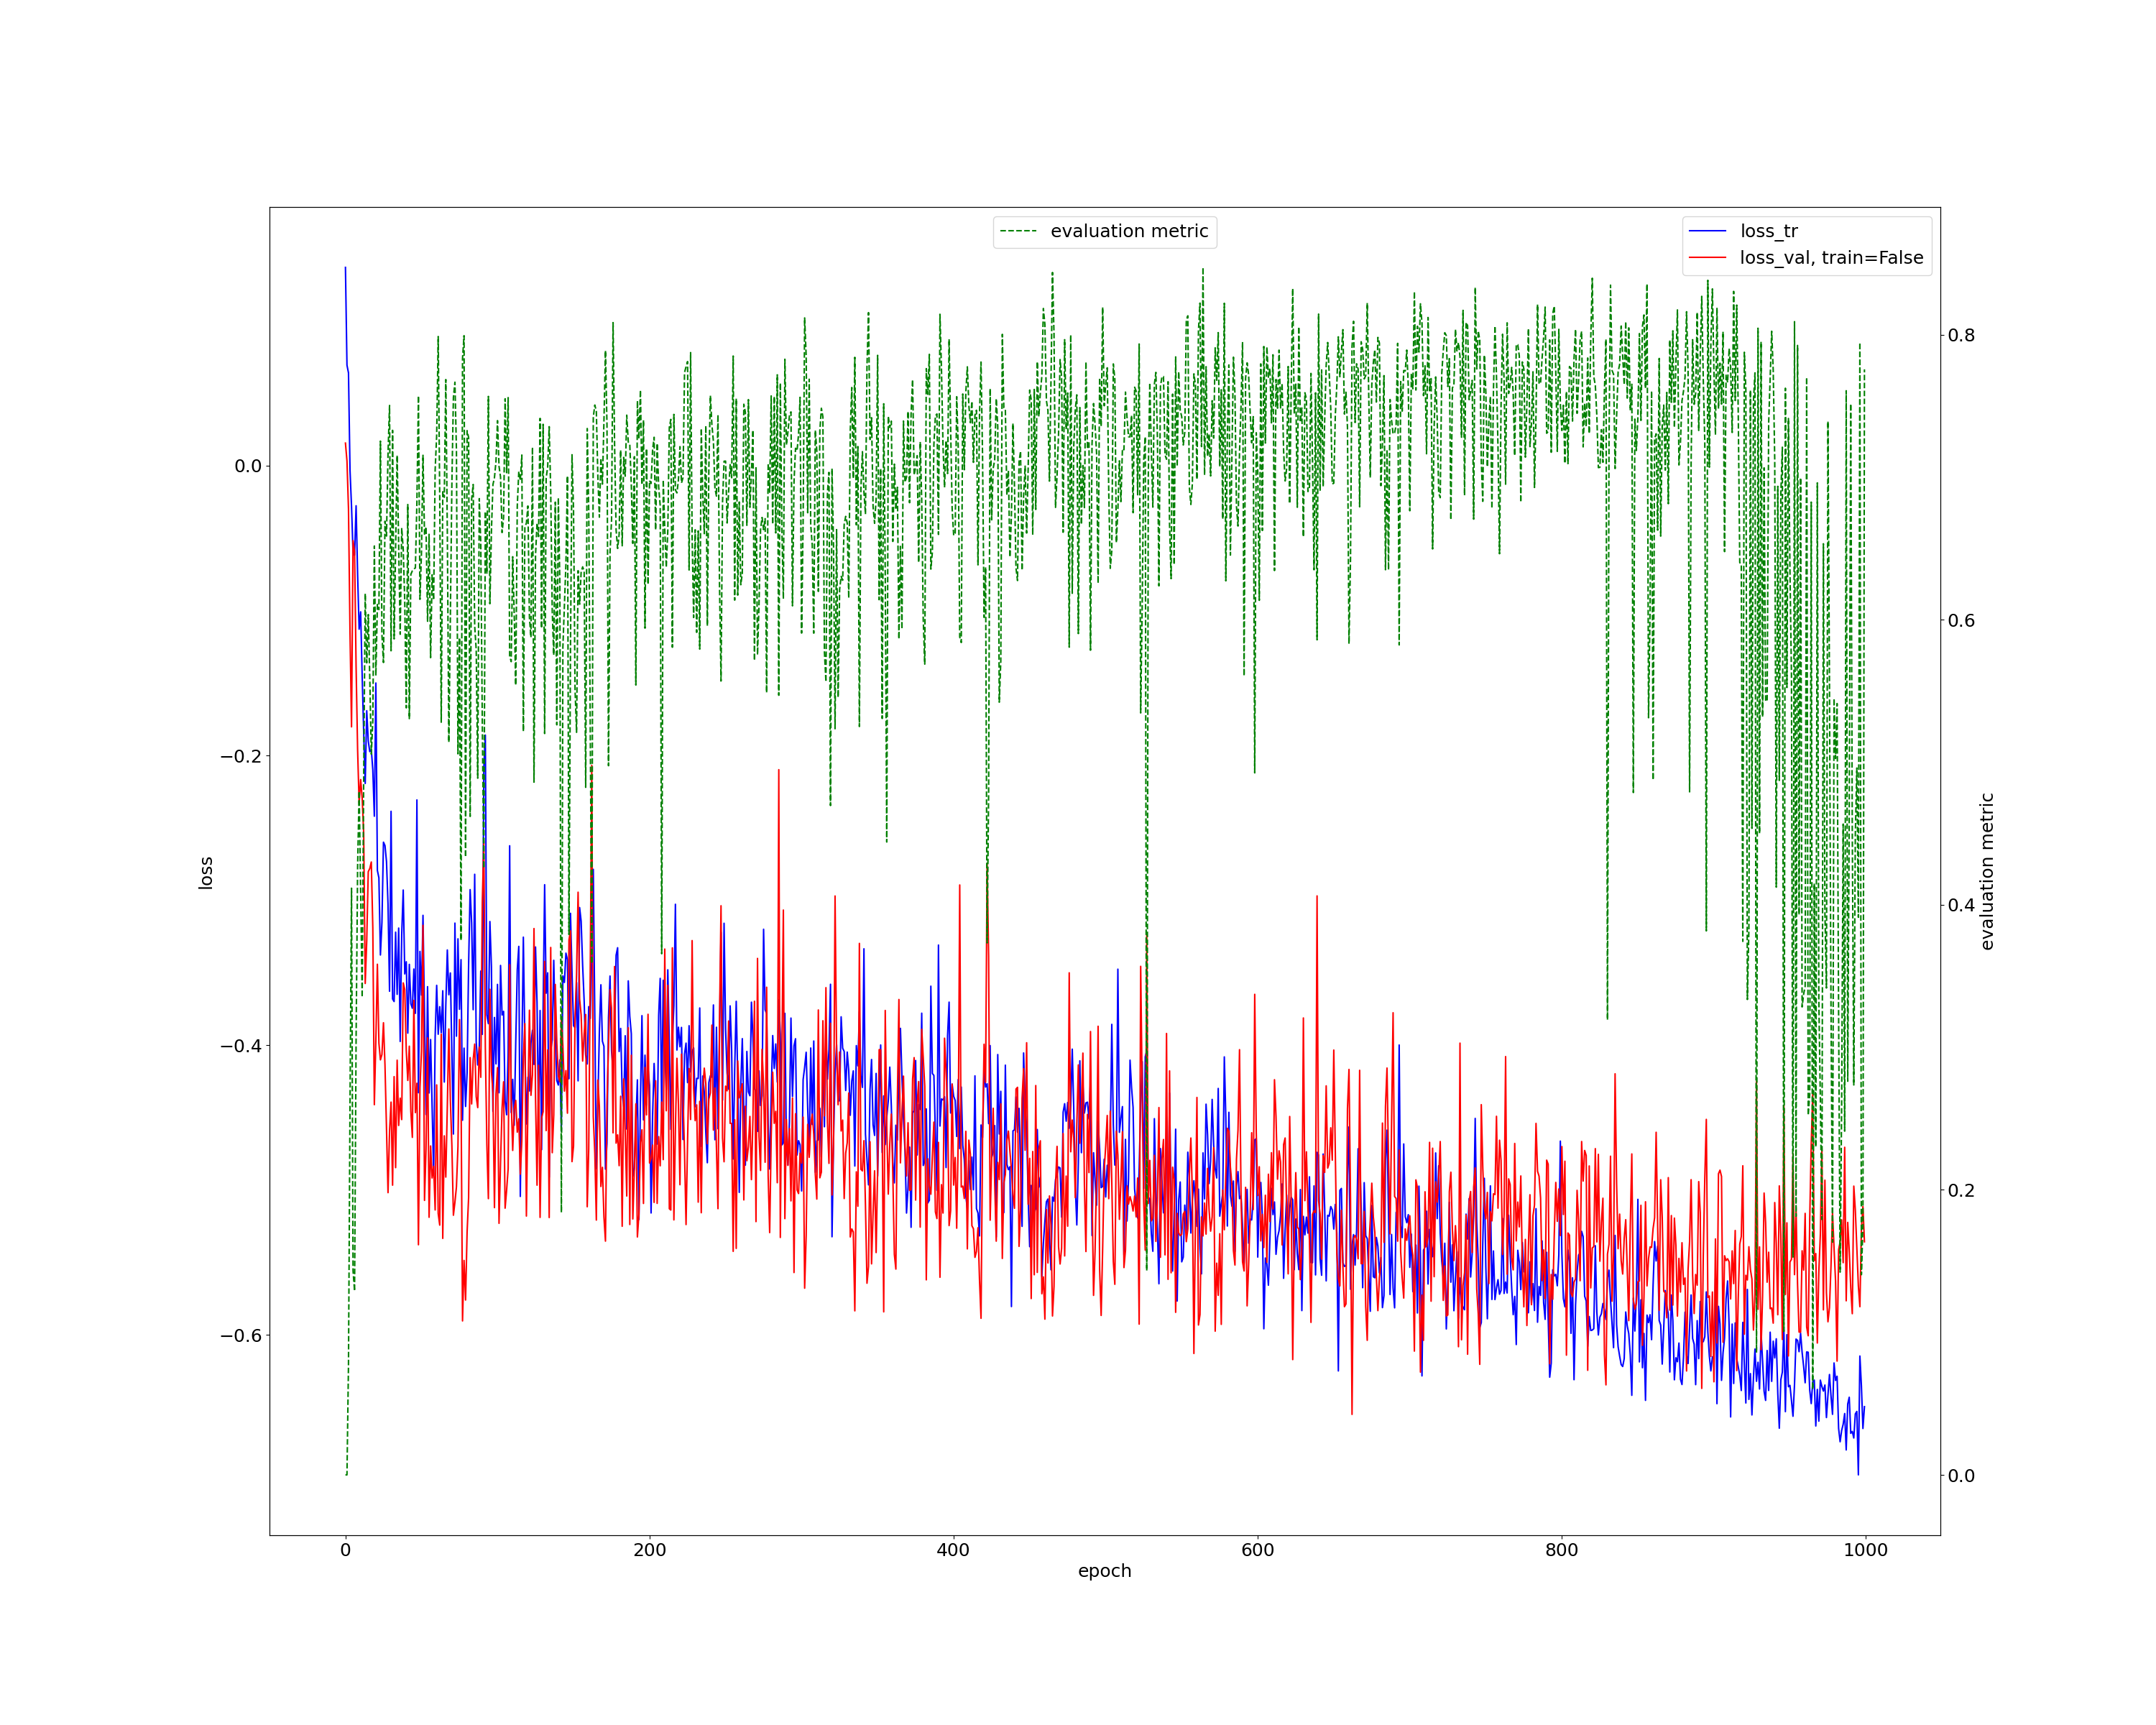 evaluation metric
loss_tr
loss_val, train=False
0.0
−0.2
−0.4
−0.6
loss
0.8
0.6
0.4
0.2
0.0
evaluation metric
0 200 400 600 800 1000
epoch